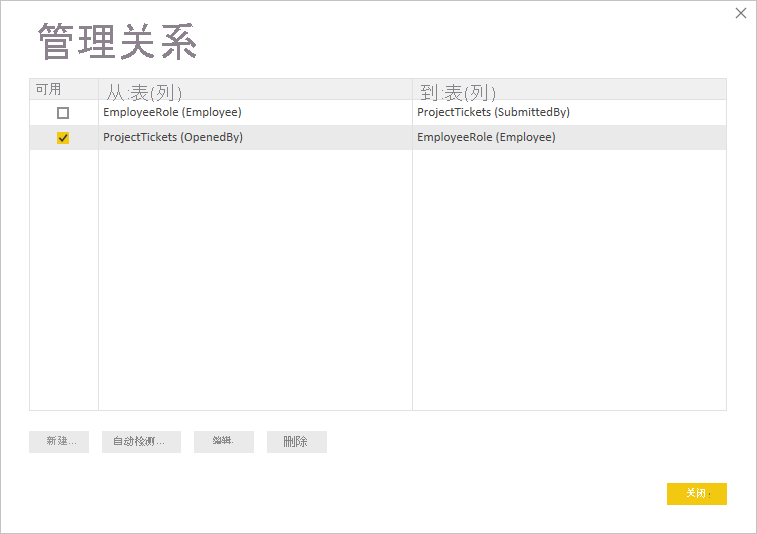 管理关系
可用 从:表(列) 到:表(列)
EmployeeRole (Employee) ProjectTickets (SubmittedBy)
ProjectTickets (OpenedBy) EmployeeRole (Employee)
新建... 自动检测... 编辑. 删除
关闭